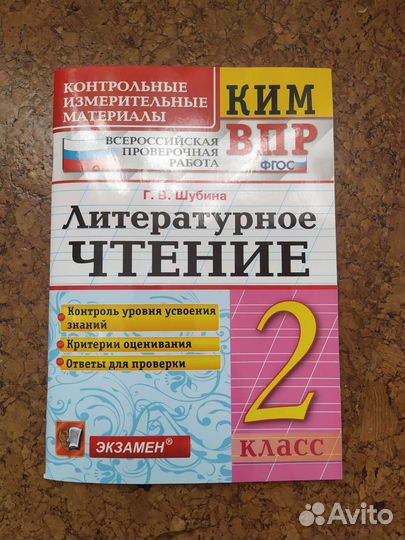 КОНТРОЛЬНЫЕ
ИЗМЕРИТЕЛЬНЫЕ
МАТЕРИАЛЫ
КИМ
ВСЕРОССИЙСКАЯ
ПРОВЕРОЧНАЯ
РАБОТА
ВПР
ФГОС
Г. В. Шубина
Литературное
ЧТЕНИЕ
Контроль уровня усвоения
знаний
Критерии оценивания
Ответы для проверки
2
КЛАСС
ЭКЗАМЕН®
Avito